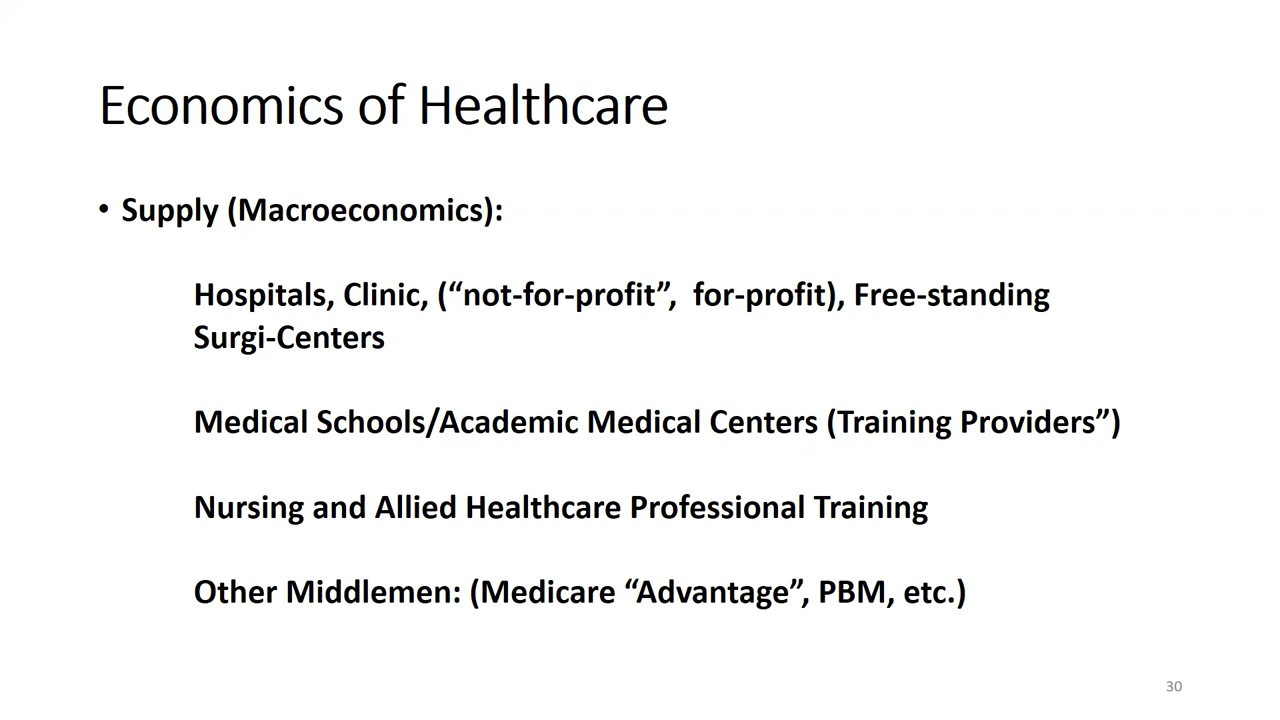 Economics of Healthcare
• Supply (Macroeconomics):
Hospitals, Clinic, (“not-for-profit”,  for-profit), Free-standing
Surgi-Centers
Medical Schools/Academic Medical Centers (Training Providers”)
Nursing and Allied Healthcare Professional Training
Other Middlemen: (Medicare “Advantage”, PBM, etc.)
30